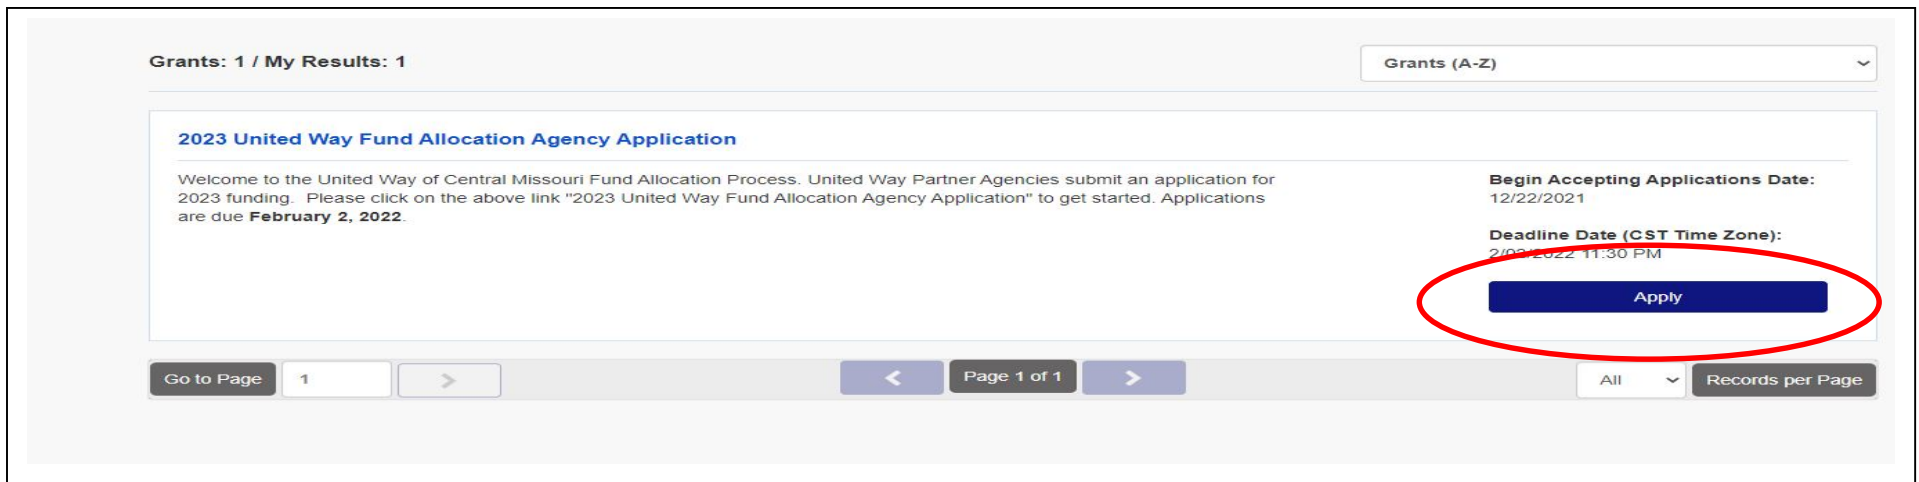 Grants: 1 / My Results: 1
Grants (A-Z)
2023 United Way Fund Allocation Agency Application
Welcome to the United Way of Central Missouri Fund Allocation Process. United Way Partner Agencies submit an application for
2023 funding.  Please click on the above link "2023 United Way Fund Allocation Agency Application" to get started. Applications
are due February 2, 2022.
Begin Accepting Applications Date:
12/22/2021
Deadline Date (CST Time Zone):
11:30 PM
Apply
Go to Page 1 >
< Page 1 of 1 >
All Records per Page